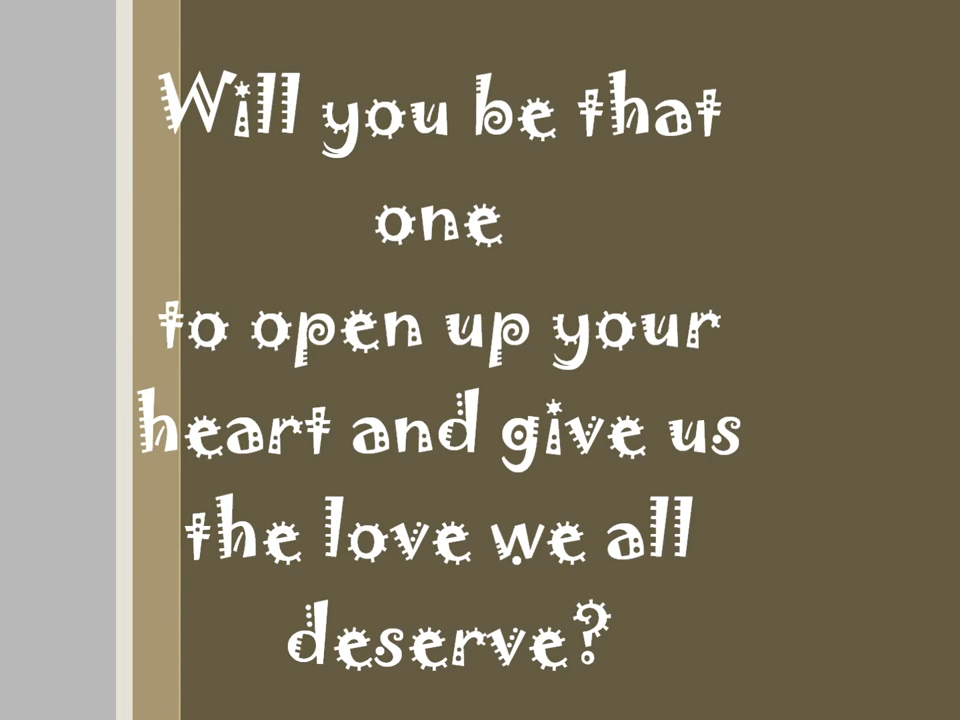 Will you be that
one
to open up your
heart and give us
the love we all
deserve?